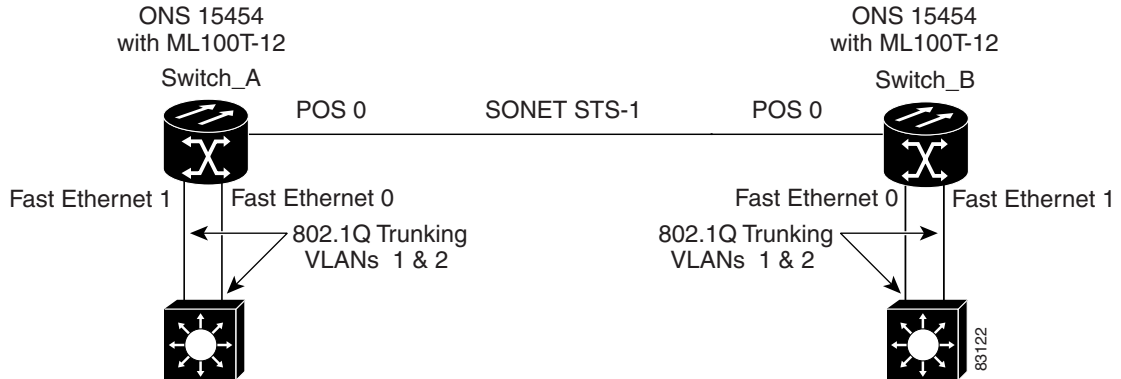 ONS 15454
with ML100T-12
Switch_A
ONS 15454
with ML100T-12
Switch_B
POS 0
SONET STS-1
POS 0
Fast Ethernet 1
Fast Ethernet 0
Fast Ethernet 0
Fast Ethernet 1
802.1Q Trunking
VLANs 1 & 2
802.1Q Trunking
VLANs 1 & 2
83122